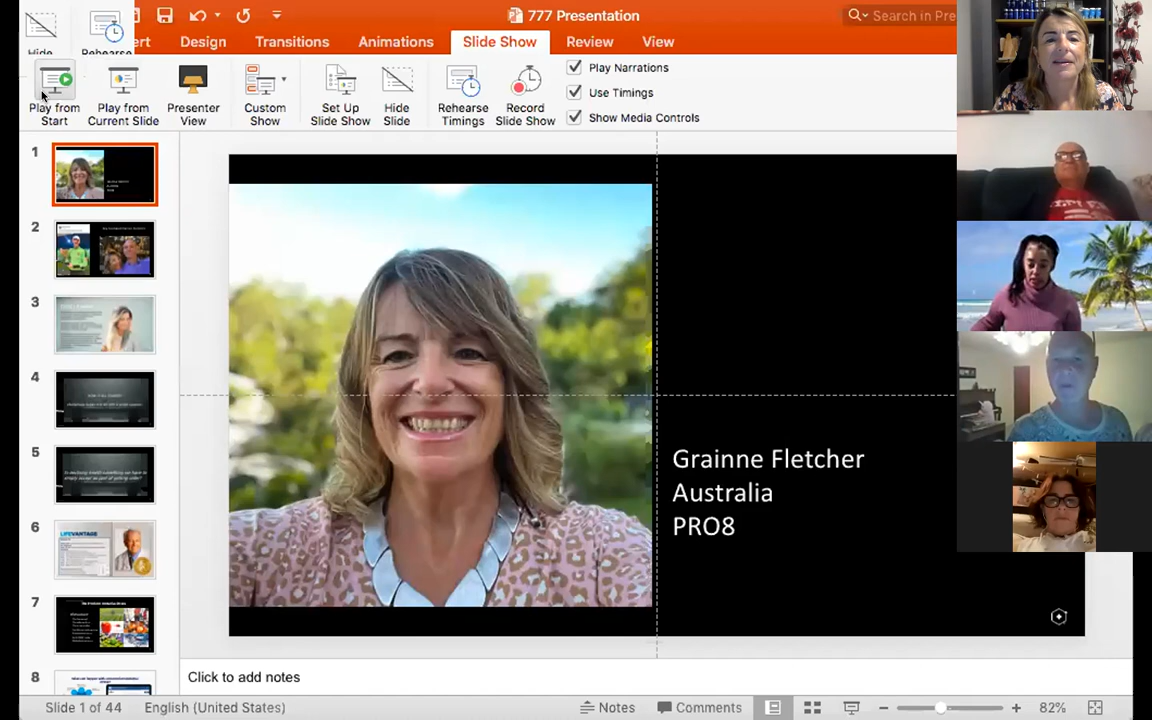 777 Presentation
Search in Pre
Design
Transitions
Animations
Slide Show
Review
View
Play from
Start
Play from
Current Slide
Presenter
View
Custom
Show
Set Up
Slide Show
Hide
Slide
Rehearse
Timings
Record
Slide Show
Play Narrations
Use Timings
Show Media Controls
1
2
3
4
5
6
LIFEVANTAGE
7
8
Grainne Fletcher
Australia
PRO8
Click to add notes
Slide 1 of 44
English (United States)
Notes
Comments
82%